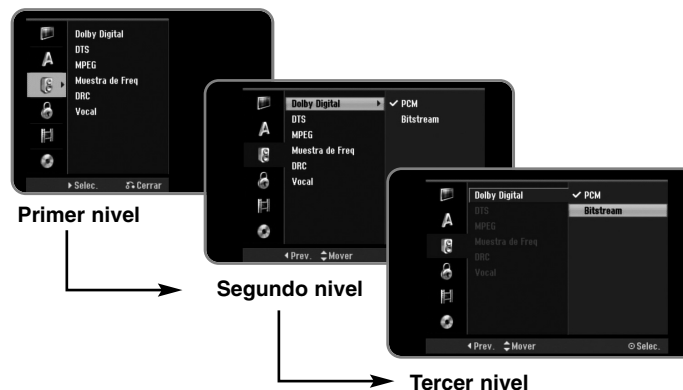 Dolby Digital
DTS
MPEG
Muestra de Freq
DRC
Vocal
Selec. Cerrar
Primer nivel
Dolby Digital
DTS
MPEG
Muestra de Freq
DRC
Vocal
PCM
Bitstream
Prev. Mover
Segundo nivel
Dolby Digital
DTS
MPEG
Muestra de Freq
DRC
Vocal
PCM
Bitstream
Prev. Mover Selec.
Tercer nivel